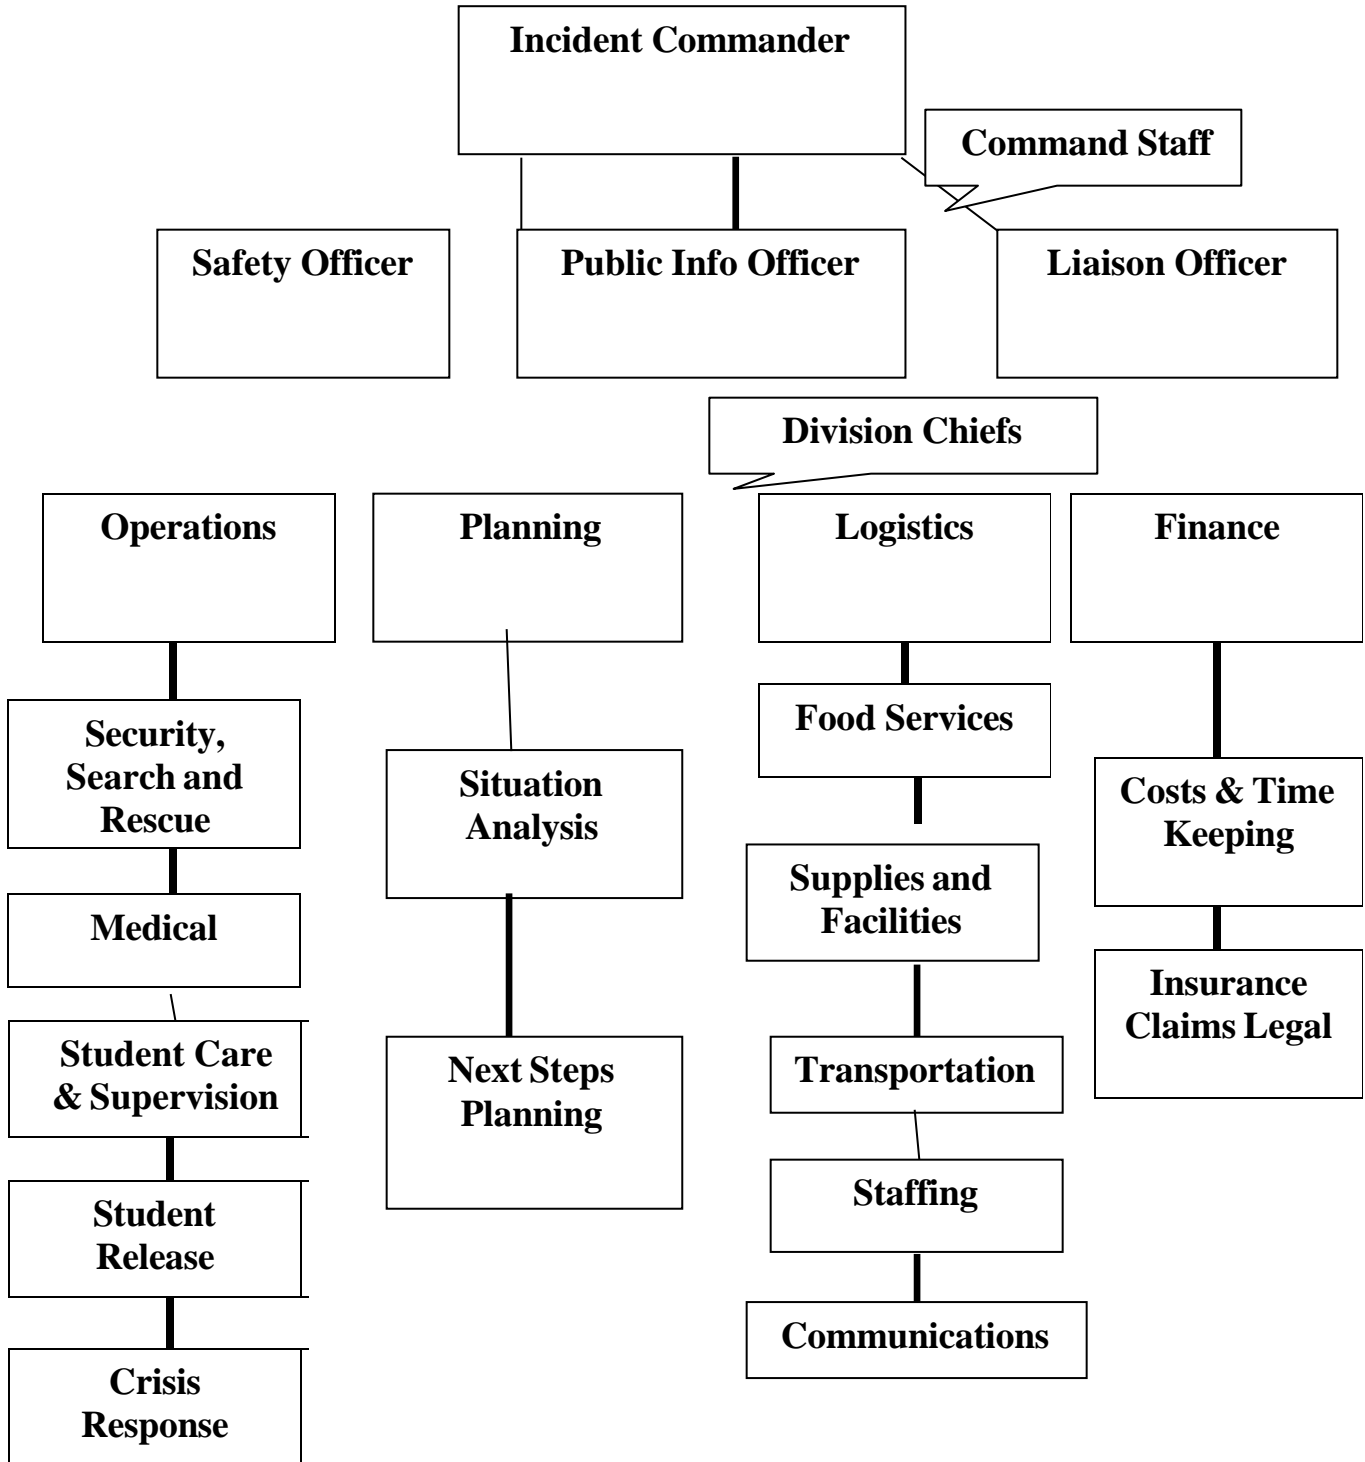 Incident Commander
Command Staff
Safety Officer
Public Info Officer
Liaison Officer
Division Chiefs
Operations
Planning
Logistics
Finance
Security,
Search and
Rescue
Medical
Student Care
& Supervision
Student
Release
Crisis
Response
Situation
Analysis
Next Steps
Planning
Food Services
Supplies and
Facilities
Transportation
Staffing
Communications
Costs & Time
Keeping
Insurance
Claims Legal